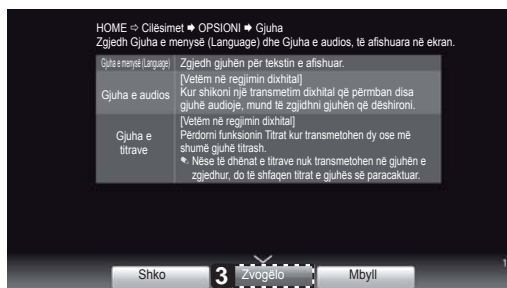 HOME ⇨ Cilësimet ➡ OPSIONI ➡ Gjuha
Zgjedh Gjuha e menysë (Language) dhe Gjuha e audios, të afishuara në ekran.
Gjuha e menysë (Language) Zgjedh gjuhën për tekstin e afishuar.
[Vetëm në regjimin dixhital]
Gjuha e audios Kur shikoni një transmetim dixhital që përmban disa
gjuhë audioje, mund të zgjidhni gjuhën që dëshironi.
[Vetëm në regjimin dixhital]
Gjuha e titrave Përdorni funksionin Titrat kur transmetohen dy ose më
shumë gjuhë titrash.
Nëse të dhënat e titrave nuk transmetohen në gjuhën e
zgjedhur, do të shfaqen titrat e gjuhës së paracaktuar.
Shko 3 Zvogëlo Mbyll
1